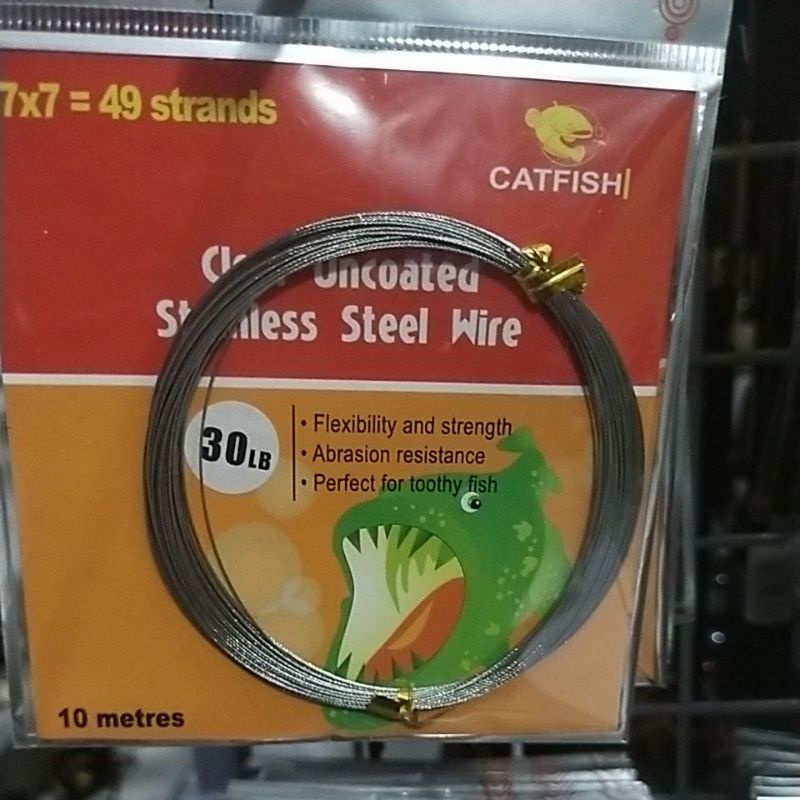 7x7 = 49 strands
CATFISH
Uncoated
Steel Wire
30LB
• Flexibility and strength
• Abrasion resistance
• Perfect for toothy fish
10 metres